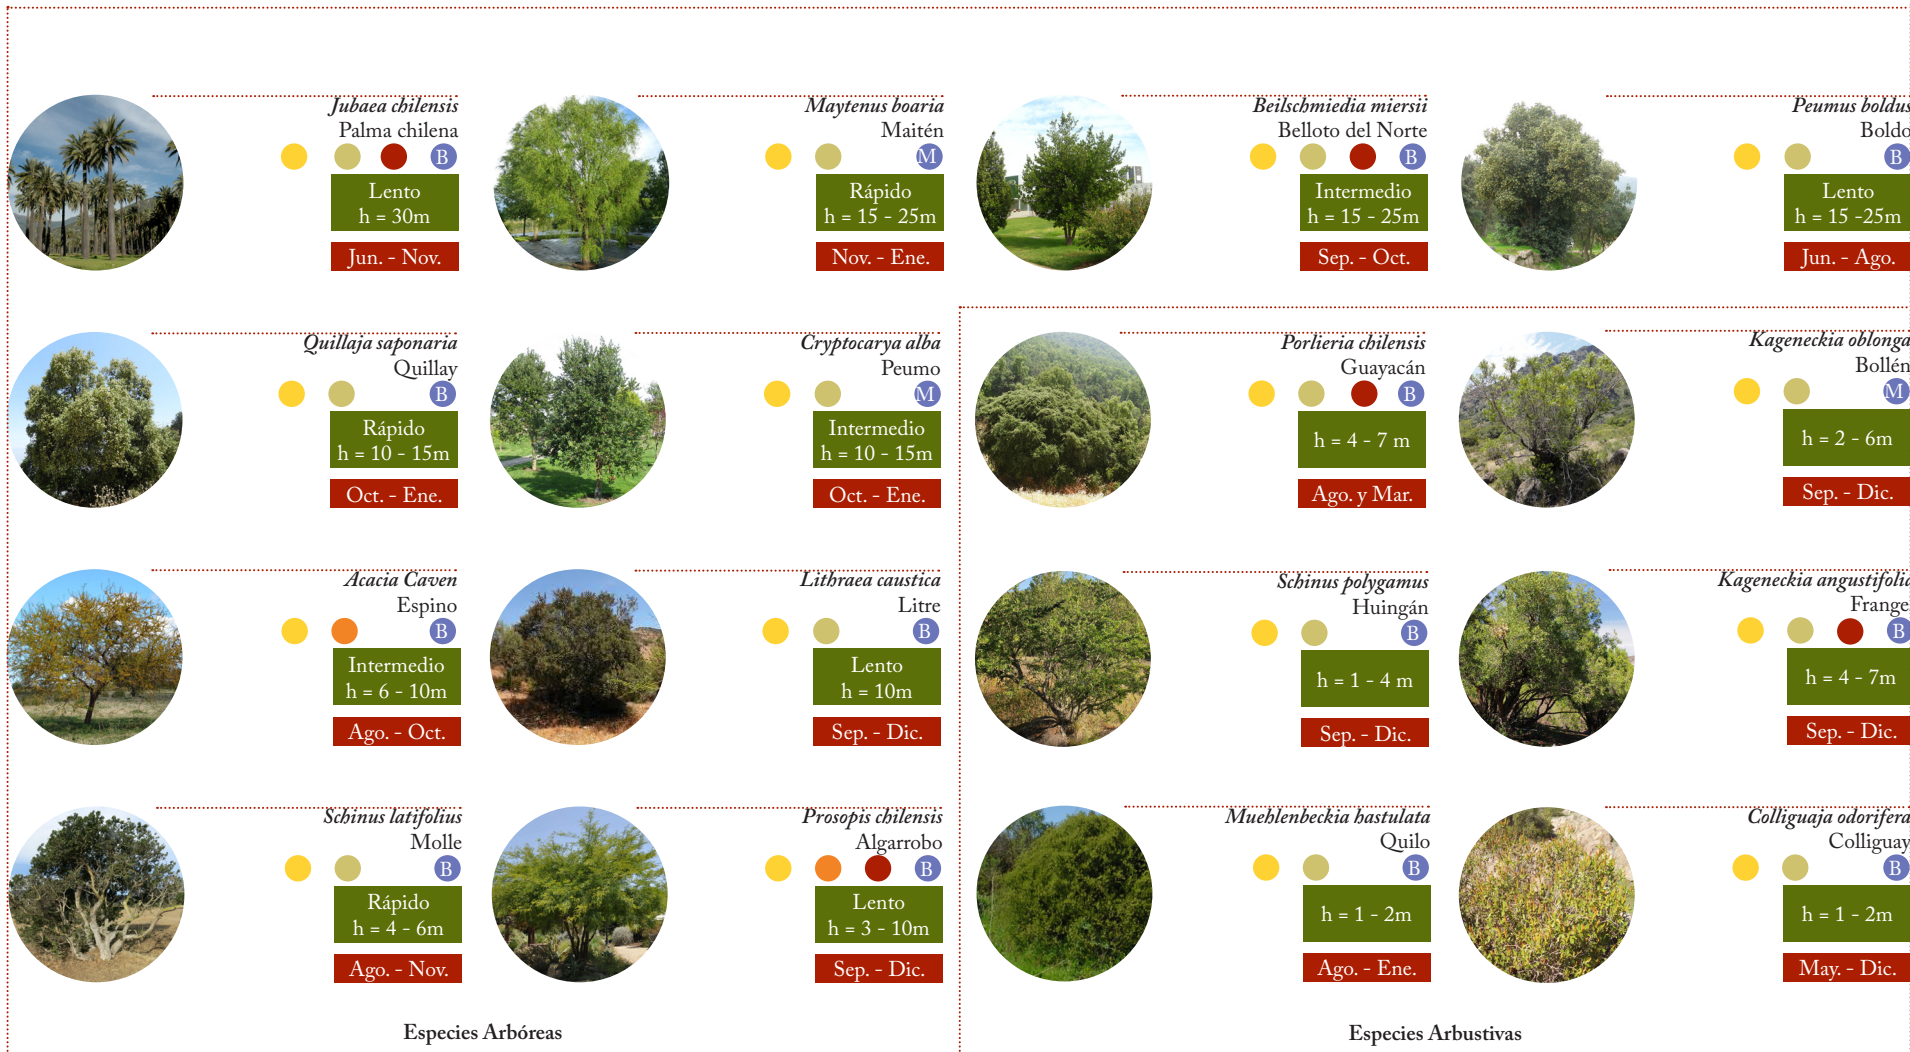 Jubaea chilensis
Palma chilena
B
Lento
h = 30m
Jun. - Nov.
Maytenus boaria
Maitén
M
Rápido
h = 15 - 25m
Nov. - Ene.
Beilschmiedia miersii
Belloto del Norte
B
Intermedio
h = 15 - 25m
Sep. - Oct.
Peumus boldus
Boldo
B
Lento
h = 15 -25m
Jun. - Ago.
Quillaja saponaria
Quillay
B
Rápido
h = 10 - 15m
Oct. - Ene.
Cryptocarya alba
Peumo
M
Intermedio
h = 10 - 15m
Oct. - Ene.
Porlieria chilensis
Guayacán
B
h = 4 - 7 m
Ago. y Mar.
Kageneckia oblonga
Bollén
M
h = 2 - 6m
Sep. - Dic.
Acacia Caven
Espino
B
Intermedio
h = 6 - 10m
Ago. - Oct.
Lithraea caustica
Litre
B
Lento
h = 10m
Sep. - Dic.
Schinus polygamus
Huingán
B
h = 1 - 4 m
Sep. - Dic.
Kageneckia angustifolia
Frange
B
h = 4 - 7m
Sep. - Dic.
Schinus latifolius
Molle
B
Rápido
h = 4 - 6m
Ago. - Nov.
Prosopis chilensis
Algarrobo
B
Lento
h = 3 - 10m
Sep. - Dic.
Muehlenbeckia hastulata
Quilo
B
h = 1 - 2m
Ago. - Ene.
Colliguaja odorifera
Colliguay
B
h = 1 - 2m
May. - Dic.
Especies Arbóreas
Especies Arbustivas